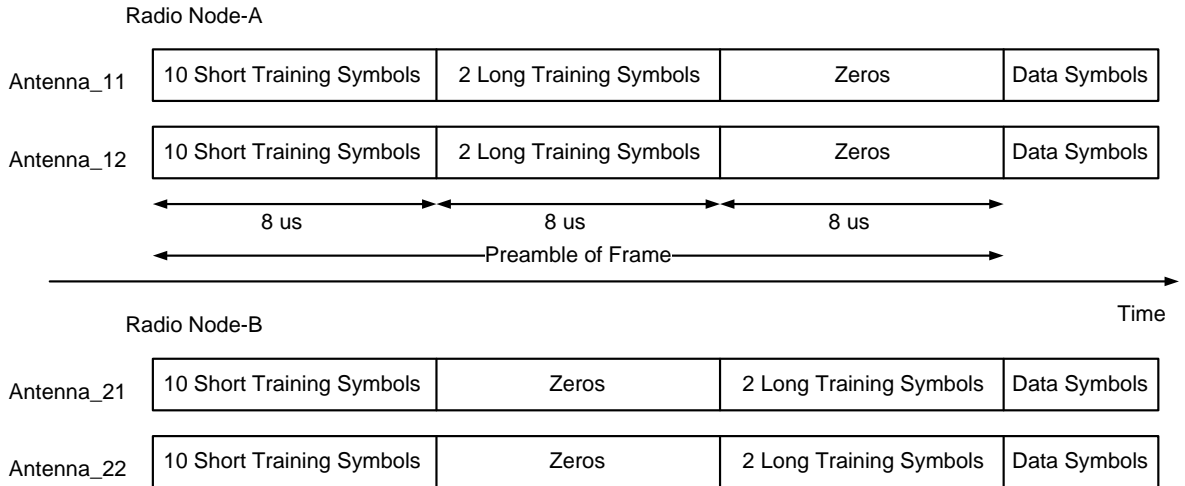 Radio Node-A
Antenna_11 10 Short Training Symbols 2 Long Training Symbols Zeros Data Symbols
Antenna_12 10 Short Training Symbols 2 Long Training Symbols Zeros Data Symbols
8 us 8 us 8 us
Preamble of Frame
Time
Radio Node-B
Antenna_21 10 Short Training Symbols Zeros 2 Long Training Symbols Data Symbols
Antenna_22 10 Short Training Symbols Zeros 2 Long Training Symbols Data Symbols